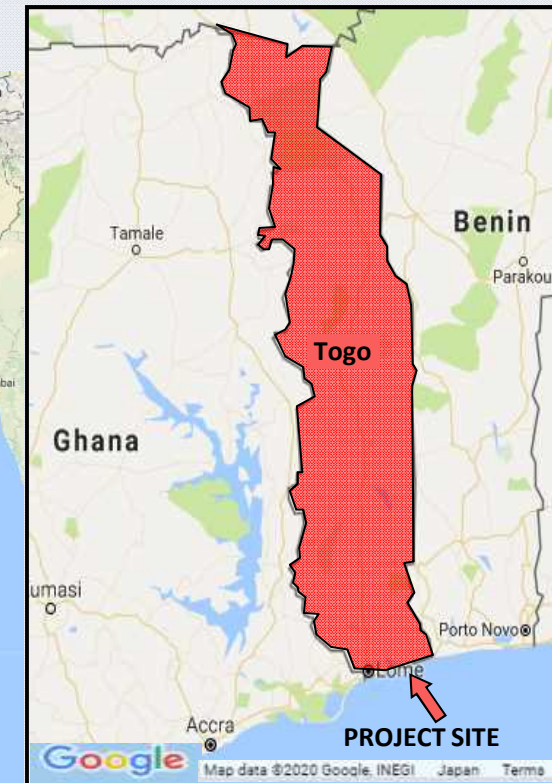 Benin
Tamale
Parakou
Togo
Ghana
umasi
Porto Novo
Lome
Accra
PROJECT SITE
Google
Map data ©2020 Google, INEGI Japan Terms